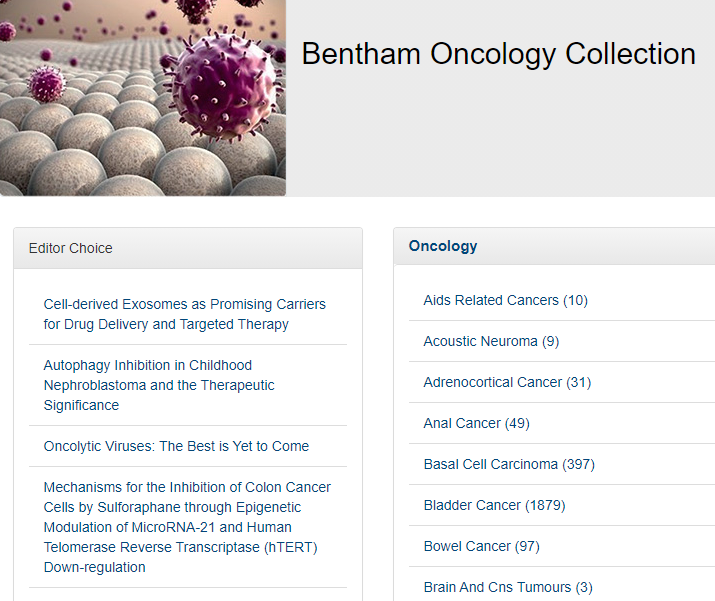 Bentham Oncology Collection
Editor Choice
Cell-derived Exosomes as Promising Carriers
for Drug Delivery and Targeted Therapy
Autophagy Inhibition in Childhood
Nephroblastoma and the Therapeutic
Significance
Oncolytic Viruses: The Best is Yet to Come
Mechanisms for the Inhibition of Colon Cancer
Cells by Sulforaphane through Epigenetic
Modulation of MicroRNA-21 and Human
Telomerase Reverse Transcriptase (hTERT)
Down-regulation
Oncology
Aids Related Cancers (10)
Acoustic Neuroma (9)
Adrenocortical Cancer (31)
Anal Cancer (49)
Basal Cell Carcinoma (397)
Bladder Cancer (1879)
Bowel Cancer (97)
Brain And Cns Tumours (3)